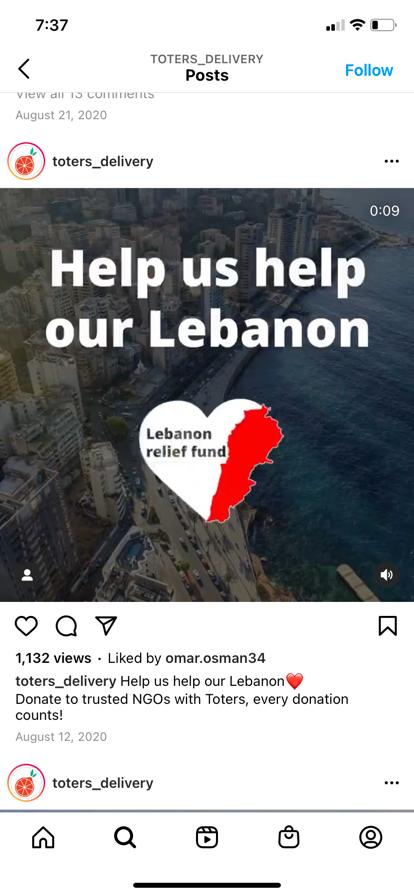 7:37
TOTERS_DELIVERY
Posts
Follow
View all 13 comments
August 21, 2020
toters_delivery
0:09
Help us help
our Lebanon
Lebanon
relief fund
1,132 views · Liked by omar.osman34
toters_delivery Help us help our Lebanon❤️
Donate to trusted NGOs with Toters, every donation
counts!
August 12, 2020
toters_delivery